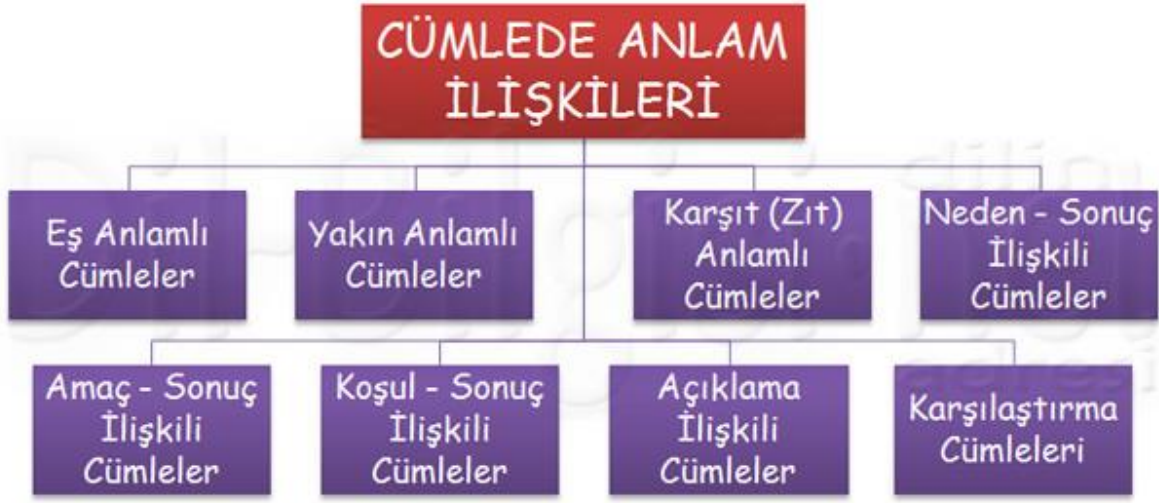 CÜMLEDE ANLAM
İLİŞKİLERİ
Eş Anlamlı
Cümleler
Yakın Anlamlı
Cümleler
Karşıt (Zıt)
Anlamlı
Cümleler
Neden - Sonuç
İlişkili
Cümleler
Amaç - Sonuç
İlişkili
Cümleler
Koşul - Sonuç
İlişkili
Cümleler
Açıklama
İlişkili
Cümleler
Karşılaştırma
Cümleleri